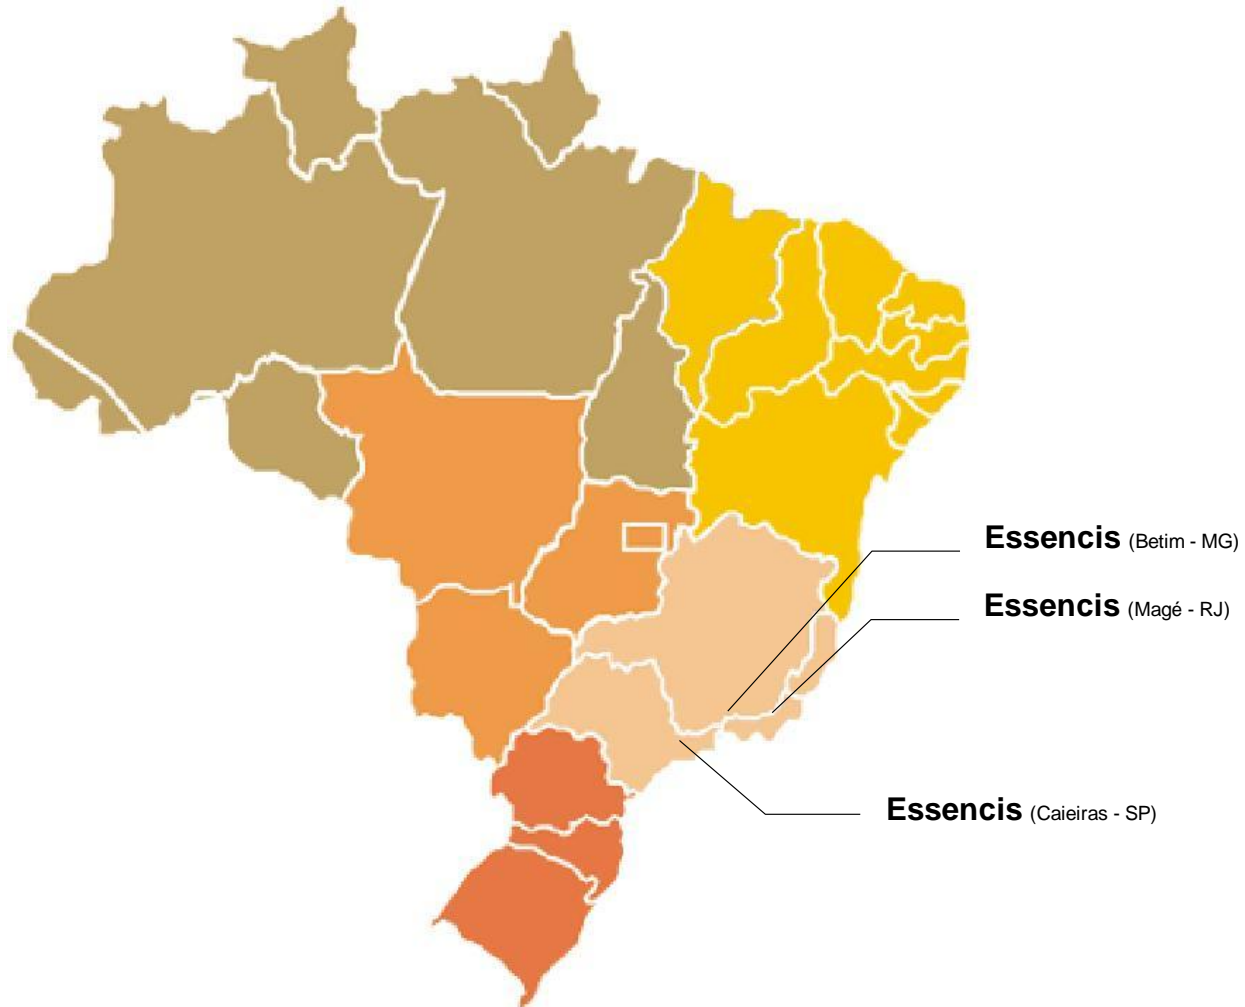 Essencis (Betim - MG)
Essencis (Magé - RJ)
Essencis (Caieiras - SP)